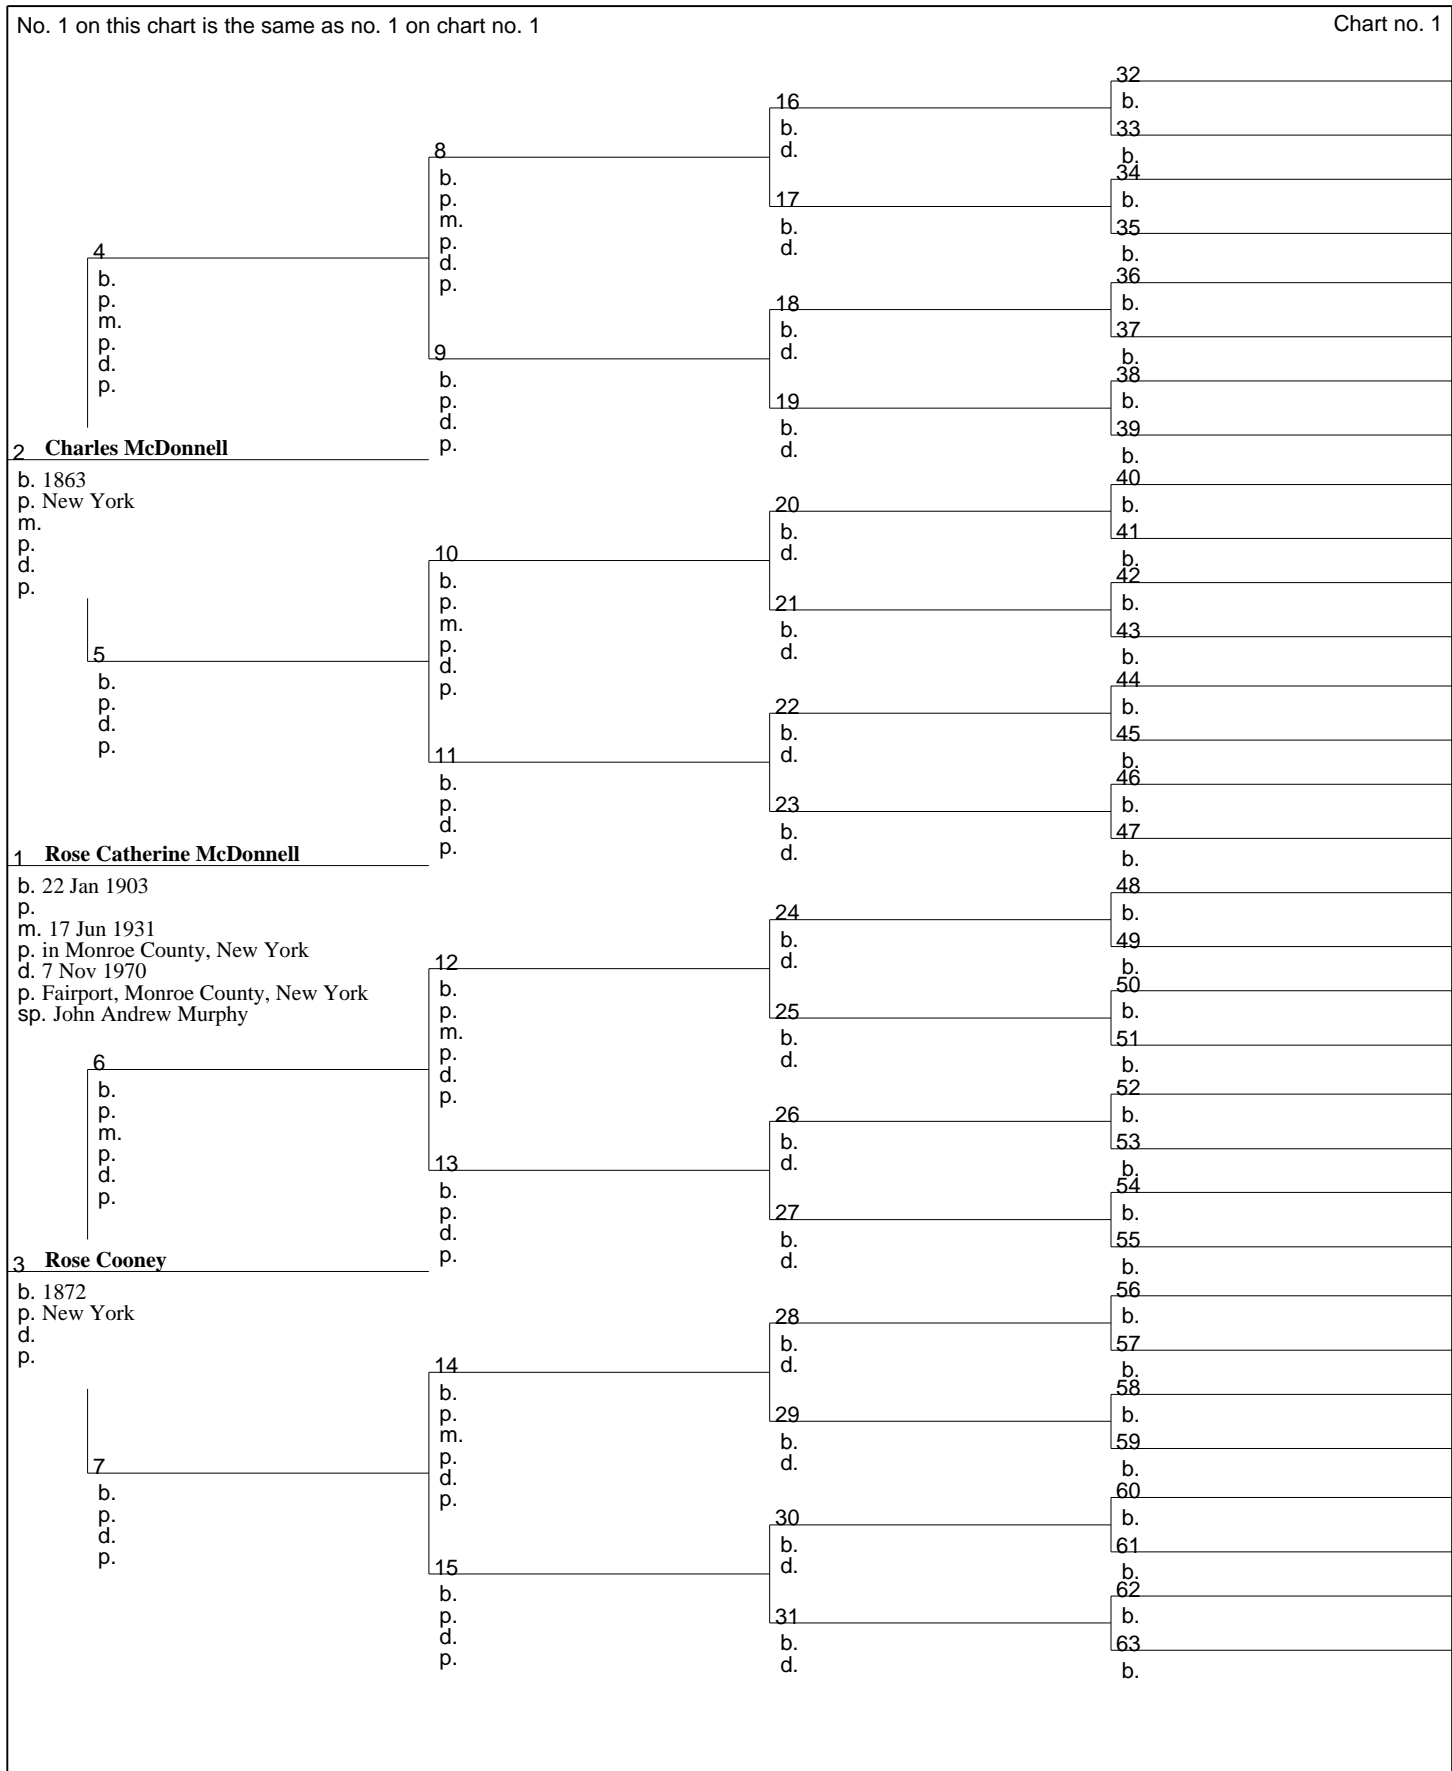 No. 1 on this chart is the same as no. 1 on chart no. 1
Chart no. 1
2 Charles McDonnell
b. 1863
p. New York
m.
p.
d.
p.
1 Rose Catherine McDonnell
b. 22 Jan 1903
p.
m. 17 Jun 1931
p. in Monroe County, New York
d. 7 Nov 1970
p. Fairport, Monroe County, New York
sp. John Andrew Murphy
3 Rose Cooney
b. 1872
p. New York
d.
p.
4
b.
p.
m.
p.
d.
p.
5
b.
p.
d.
p.
6
b.
p.
m.
p.
d.
p.
7
b.
p.
d.
p.
8
b.
p.
m.
p.
d.
p.
9
b.
p.
d.
p.
10
b.
p.
m.
p.
d.
p.
11
b.
p.
d.
p.
12
b.
p.
m.
p.
d.
p.
13
b.
p.
d.
p.
14
b.
p.
m.
p.
d.
p.
15
b.
p.
d.
p.
16
b.
d.
17
b.
d.
18
b.
d.
19
b.
d.
20
b.
d.
21
b.
d.
22
b.
d.
23
b.
d.
24
b.
d.
25
b.
d.
26
b.
d.
27
b.
d.
28
b.
d.
29
b.
d.
30
b.
d.
31
b.
d.
32
b.
33
b.
34
b.
35
b.
36
b.
37
b.
38
b.
39
b.
40
b.
41
b.
42
b.
43
b.
44
b.
45
b.
46
b.
47
b.
48
b.
49
b.
50
b.
51
b.
52
b.
53
b.
54
b.
55
b.
56
b.
57
b.
58
b.
59
b.
60
b.
61
b.
62
b.
63
b.